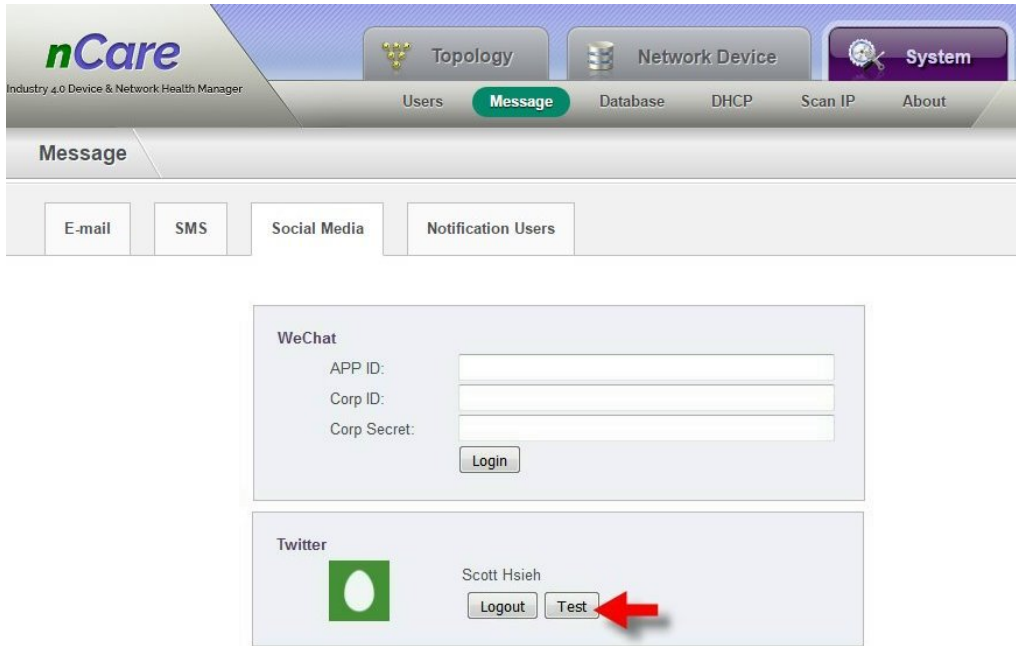 nCare
Industry 4.0 Device & Network Health Manager
Topology
Network Device
System
Users
Message
Database
DHCP
Scan IP
About
Message
E-mail
SMS
Social Media
Notification Users
WeChat
APP ID:
Corp ID:
Corp Secret:
Login
Twitter
Scott Hsieh
Logout
Test